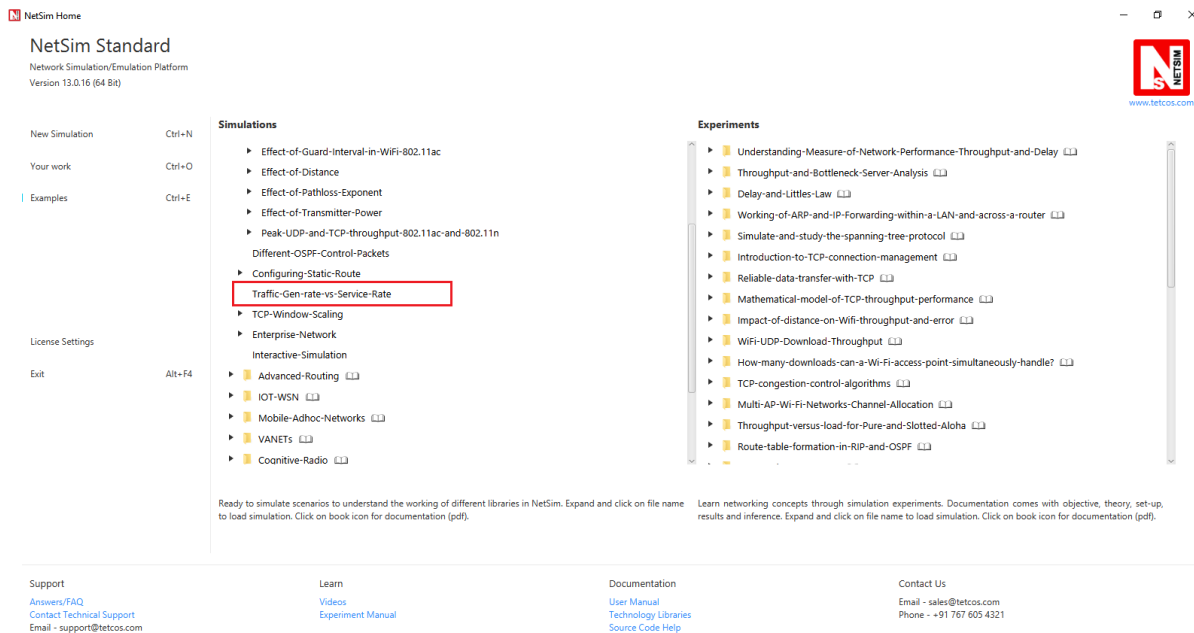 NetSim Home
NetSim Standard
Network Simulation/Emulation Platform
Version 13.0.16 (64 Bit)
NETSIM
www.tetcos.com
New Simulation Ctrl+N
Your work Ctrl+O
Examples Ctrl+E
License Settings
Exit Alt+F4
Simulations
Effect-of-Guard-Interval-in-WiFi-802.11ac
Effect-of-Distance
Effect-of-Pathloss-Exponent
Effect-of-Transmitter-Power
Peak-UDP-and-TCP-throughput-802.11ac-and-802.11n
Different-OSPF-Control-Packets
Configuring-Static-Route
Traffic-Gen-rate-vs-Service-Rate
TCP-Window-Scaling
Enterprise-Network
Interactive-Simulation
Advanced-Routing
IOT-WSN
Mobile-Adhoc-Networks
VANETs
Cognitive-Radio
Ready to simulate scenarios to understand the working of different libraries in NetSim. Expand and click on file name
to load simulation. Click on book icon for documentation (pdf).
Experiments
Understanding-Measure-of-Network-Performance-Throughput-and-Delay
Throughput-and-Bottleneck-Server-Analysis
Delay-and-Littles-Law
Working-of-ARP-and-IP-Forwarding-within-a-LAN-and-across-a-router
Simulate-and-study-the-spanning-tree-protocol
Introduction-to-TCP-connection-management
Reliable-data-transfer-with-TCP
Mathematical-model-of-TCP-throughput-performance
Impact-of-distance-on-Wifi-throughput-and-error
WiFi-UDP-Download-Throughput
How-many-downloads-can-a-Wi-Fi-access-point-simultaneously-handle?
TCP-congestion-control-algorithms
Multi-AP-Wi-Fi-Networks-Channel-Allocation
Throughput-versus-load-for-Pure-and-Slotted-Aloha
Route-table-formation-in-RIP-and-OSPF
Learn networking concepts through simulation experiments. Documentation comes with objective, theory, set-up,
results and inference. Expand and click on file name to load simulation. Click on book icon for documentation (pdf).
Support
Answers/FAQ
Contact Technical Support
Email - support@tetcos.com
Learn
Videos
Experiment Manual
Documentation
User Manual
Technology Libraries
Source Code Help
Contact Us
Email - sales@tetcos.com
Phone - +91 767 605 4321